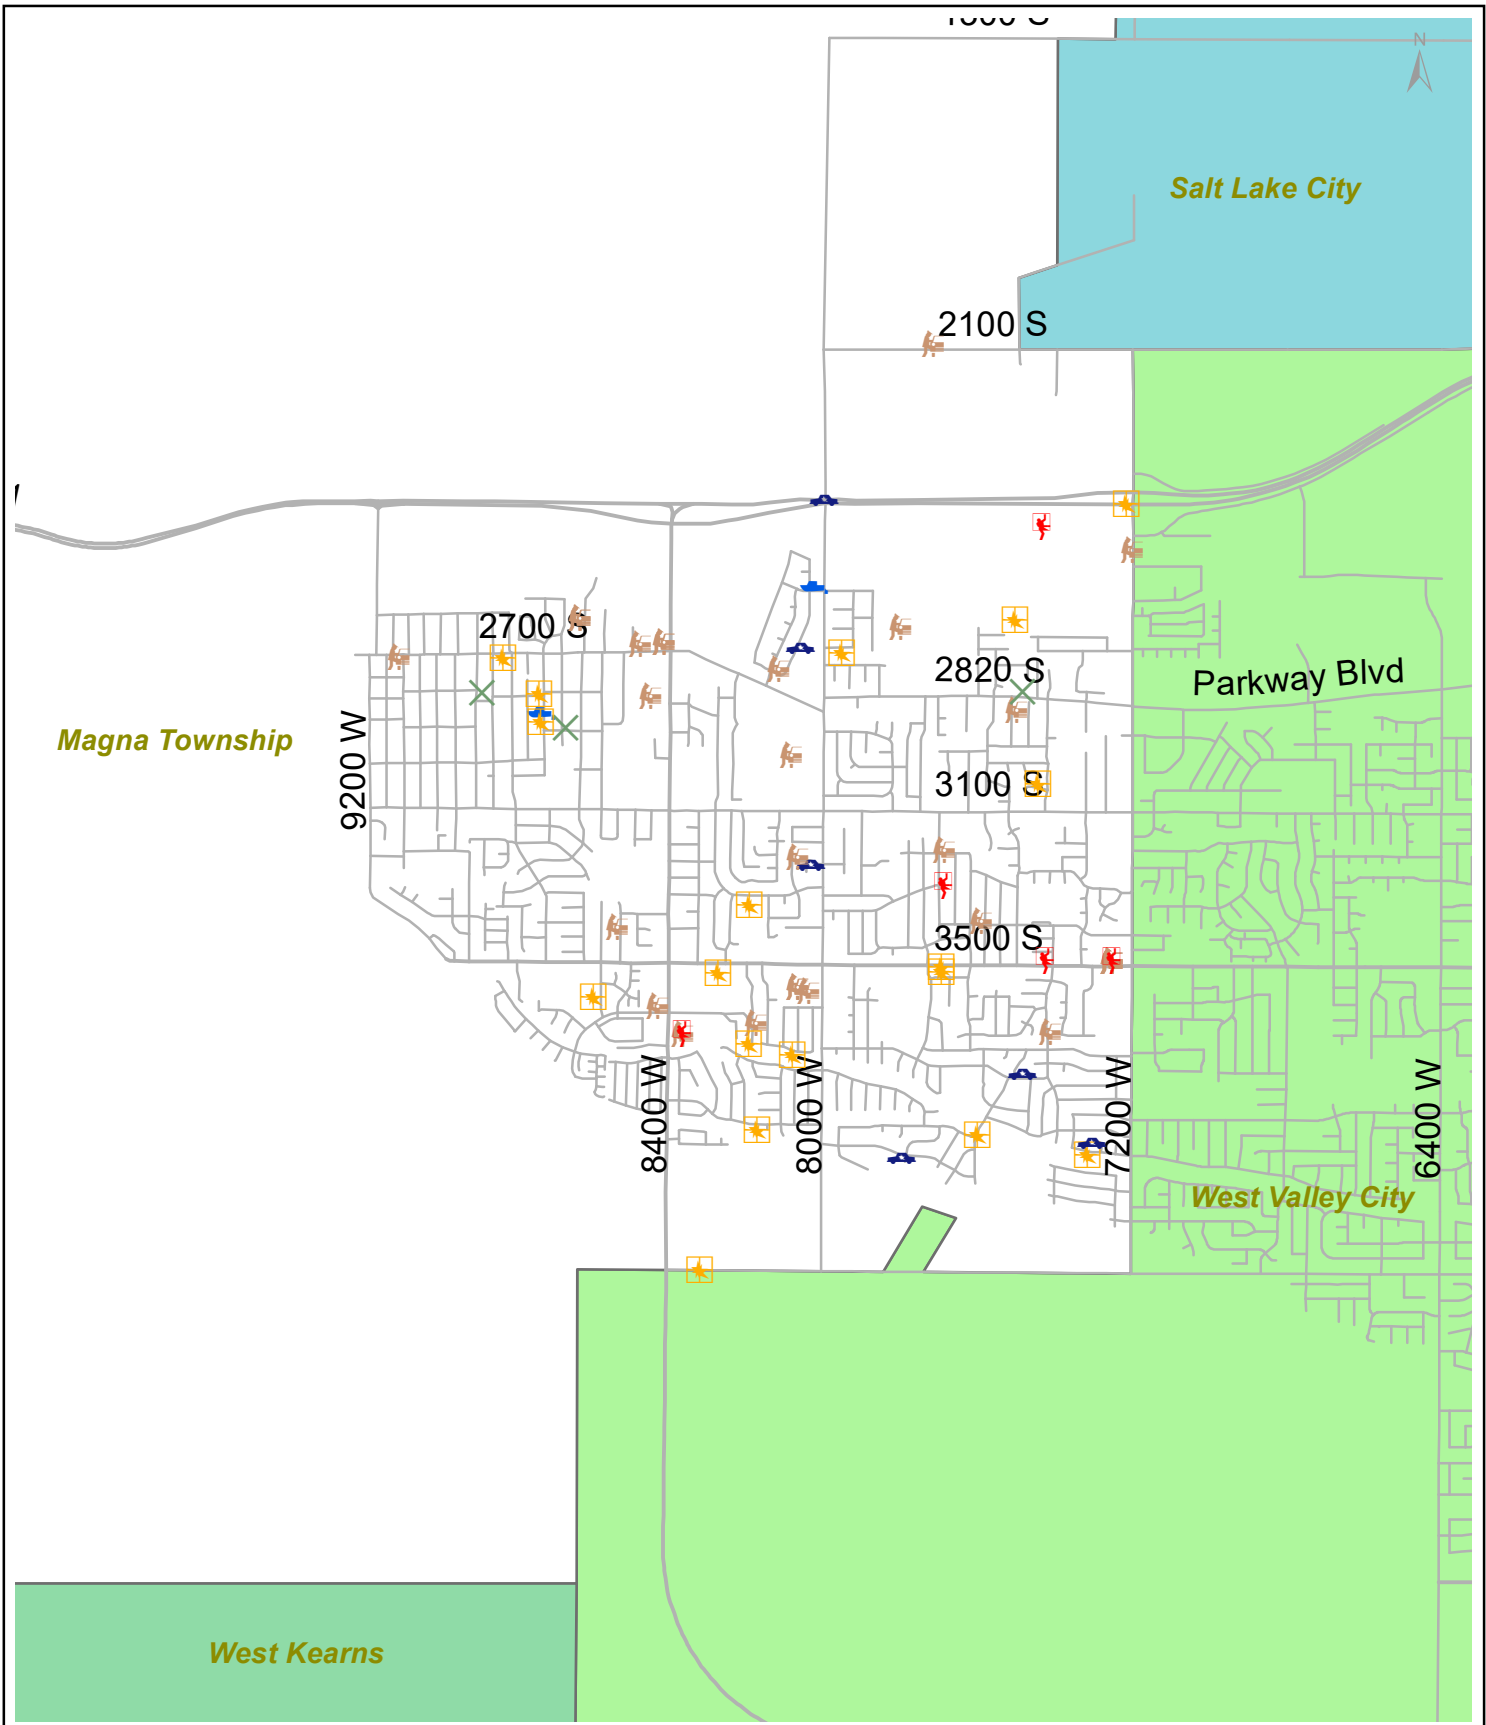 N
Salt Lake City
2100 S
2700 S
2820 S
Parkway Blvd
Magna Township
9200 W
3100 S
3500 S
8400 W
8000 W
7200 W
6400 W
West Valley City
West Kearns